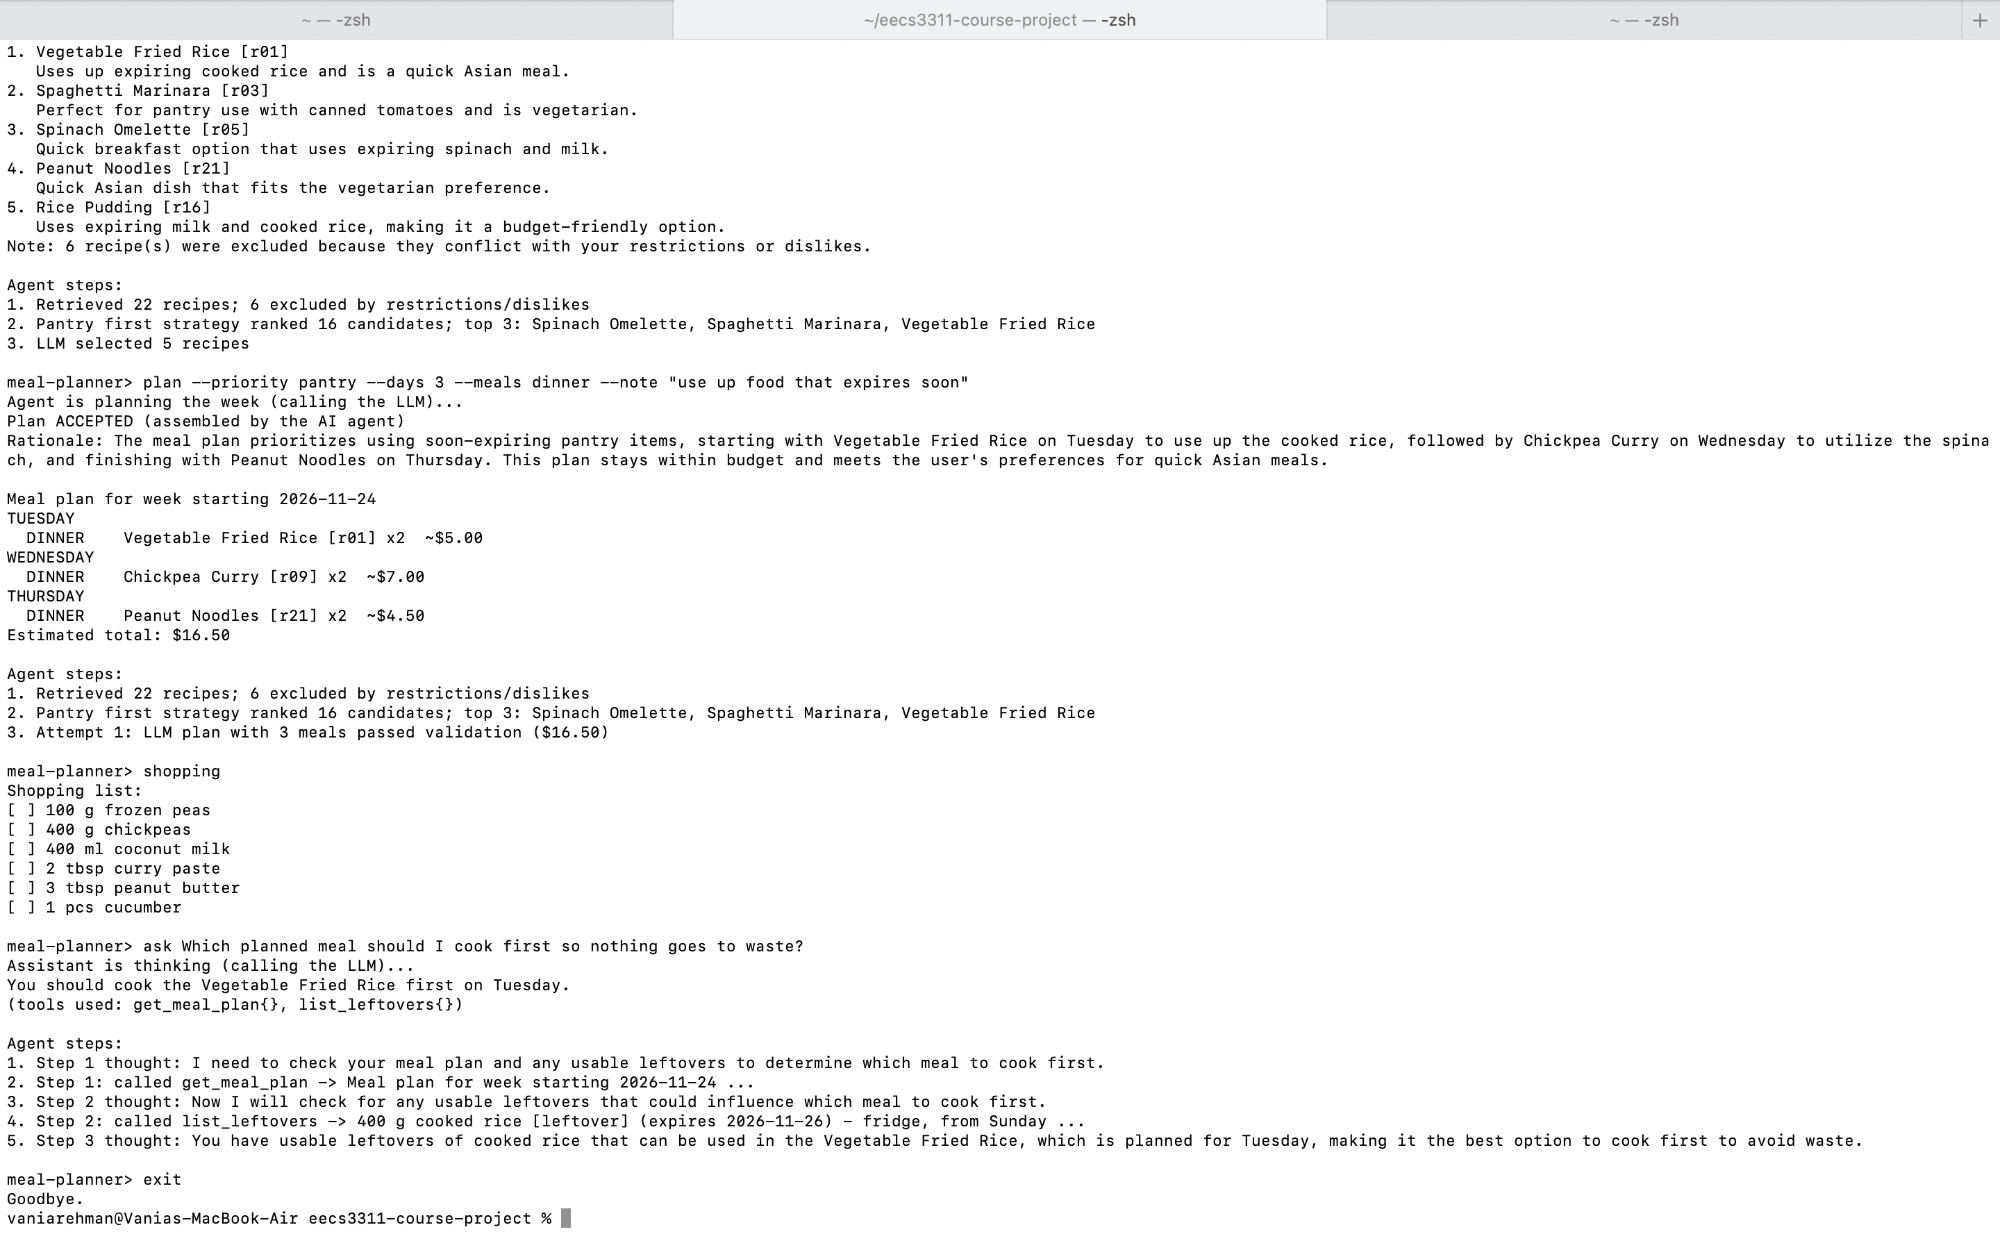 ~ — -zsh
~/eecs3311-course-project — -zsh
~ — -zsh
+
1. Vegetable Fried Rice [r01]
Uses up expiring cooked rice and is a quick Asian meal.
2. Spaghetti Marinara [r03]
Perfect for pantry use with canned tomatoes and is vegetarian.
3. Spinach Omelette [r05]
Quick breakfast option that uses expiring spinach and milk.
4. Peanut Noodles [r21]
Quick Asian dish that fits the vegetarian preference.
5. Rice Pudding [r16]
Uses expiring milk and cooked rice, making it a budget-friendly option.
Note: 6 recipe(s) were excluded because they conflict with your restrictions or dislikes.
Agent steps:
1. Retrieved 22 recipes; 6 excluded by restrictions/dislikes
2. Pantry first strategy ranked 16 candidates; top 3: Spinach Omelette, Spaghetti Marinara, Vegetable Fried Rice
3. LLM selected 5 recipes
meal-planner> plan --priority pantry --days 3 --meals dinner --note "use up food that expires soon"
Agent is planning the week (calling the LLM)...
Plan ACCEPTED (assembled by the AI agent)
Rationale: The meal plan prioritizes using soon-expiring pantry items, starting with Vegetable Fried Rice on Tuesday to use up the cooked rice, followed by Chickpea Curry on Wednesday to utilize the spina
ch, and finishing with Peanut Noodles on Thursday. This plan stays within budget and meets the user's preferences for quick Asian meals.
Meal plan for week starting 2026-11-24
TUESDAY
DINNER    Vegetable Fried Rice [r01] x2  ~$5.00
WEDNESDAY
DINNER    Chickpea Curry [r09] x2  ~$7.00
THURSDAY
DINNER    Peanut Noodles [r21] x2  ~$4.50
Estimated total: $16.50
Agent steps:
1. Retrieved 22 recipes; 6 excluded by restrictions/dislikes
2. Pantry first strategy ranked 16 candidates; top 3: Spinach Omelette, Spaghetti Marinara, Vegetable Fried Rice
3. Attempt 1: LLM plan with 3 meals passed validation ($16.50)
meal-planner> shopping
Shopping list:
[ ] 100 g frozen peas
[ ] 400 g chickpeas
[ ] 400 ml coconut milk
[ ] 2 tbsp curry paste
[ ] 3 tbsp peanut butter
[ ] 1 pcs cucumber
meal-planner> ask Which planned meal should I cook first so nothing goes to waste?
Assistant is thinking (calling the LLM)...
You should cook the Vegetable Fried Rice first on Tuesday.
(tools used: get_meal_plan{}, list_leftovers{})
Agent steps:
1. Step 1 thought: I need to check your meal plan and any usable leftovers to determine which meal to cook first.
2. Step 1: called get_meal_plan -> Meal plan for week starting 2026-11-24 ...
3. Step 2 thought: Now I will check for any usable leftovers that could influence which meal to cook first.
4. Step 2: called list_leftovers -> 400 g cooked rice [leftover] (expires 2026-11-26) - fridge, from Sunday ...
5. Step 3 thought: You have usable leftovers of cooked rice that can be used in the Vegetable Fried Rice, which is planned for Tuesday, making it the best option to cook first to avoid waste.
meal-planner> exit
Goodbye.
vaniarehman@Vanias-MacBook-Air eecs3311-course-project %